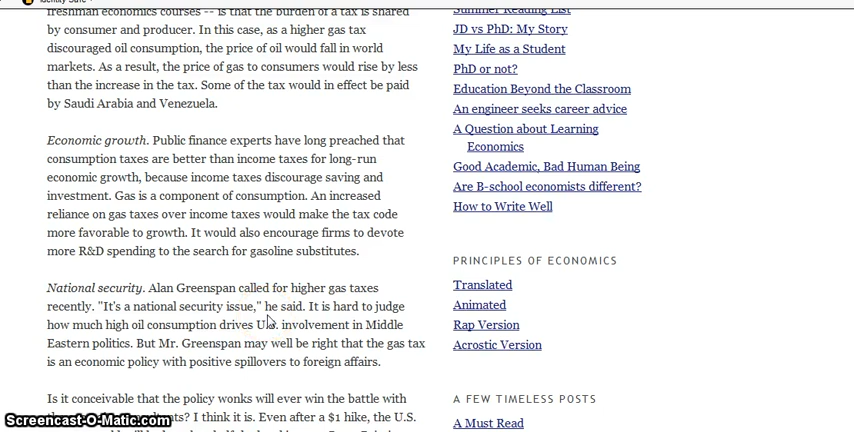 Identity Safe
freshman economics courses -- is that the burden of a tax is shared
by consumer and producer. In this case, as a higher gas tax
discouraged oil consumption, the price of oil would fall in world
markets. As a result, the price of gas to consumers would rise by less
than the increase in the tax. Some of the tax would in effect be paid
by Saudi Arabia and Venezuela.
Economic growth. Public finance experts have long preached that
consumption taxes are better than income taxes for long-run
economic growth, because income taxes discourage saving and
investment. Gas is a component of consumption. An increased
reliance on gas taxes over income taxes would make the tax code
more favorable to growth. It would also encourage firms to devote
more R&D spending to the search for gasoline substitutes.
National security. Alan Greenspan called for higher gas taxes
recently. "It's a national security issue," he said. It is hard to judge
how much high oil consumption drives U.S. involvement in Middle
Eastern politics. But Mr. Greenspan may well be right that the gas tax
is an economic policy with positive spillovers to foreign affairs.
Is it conceivable that the policy wonks will ever win the battle with
I think it is. Even after a $1 hike, the U.S.
Summer Reading List
JD vs PhD: My Story
My Life as a Student
PhD or not?
Education Beyond the Classroom
An engineer seeks career advice
A Question about Learning
Economics
Good Academic, Bad Human Being
Are B-school economists different?
How to Write Well
PRINCIPLES OF ECONOMICS
Translated
Animated
Rap Version
Acrostic Version
A FEW TIMELESS POSTS
A Must Read
Screencast-O-Matic.com